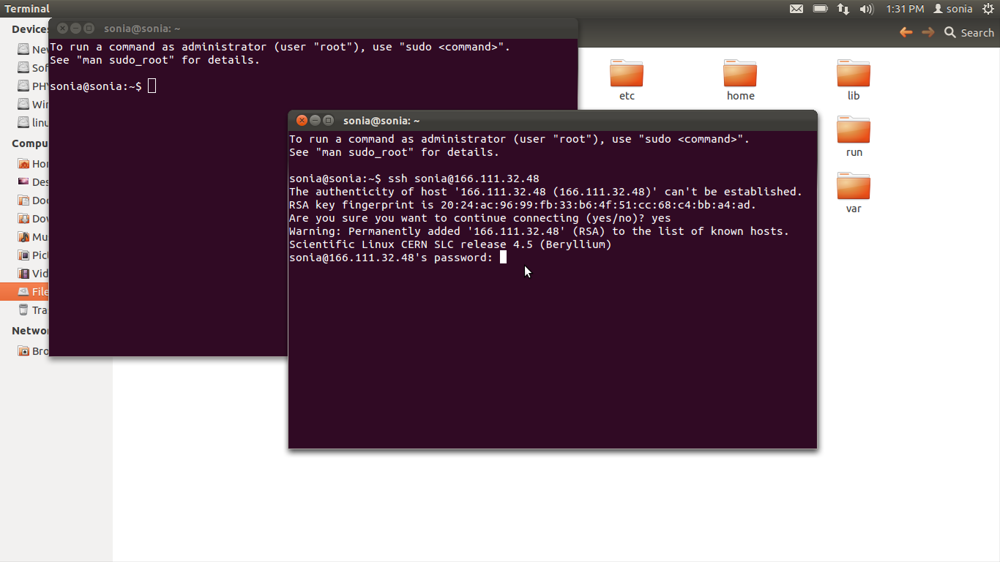 Terminal
1:31 PM
sonia
Devices
sonia@sonia: ~
Search
To run a command as administrator (user "root"), use "sudo <command>".
See "man sudo_root" for details.
sonia@sonia:~$
etc
home
lib
run
var
sonia@sonia: ~
To run a command as administrator (user "root"), use "sudo <command>".
See "man sudo_root" for details.
sonia@sonia:~$ ssh sonia@166.111.32.48
The authenticity of host '166.111.32.48 (166.111.32.48)' can't be established.
RSA key fingerprint is 20:24:ac:96:99:fb:33:b6:4f:51:cc:68:c4:bb:a4:ad.
Are you sure you want to continue connecting (yes/no)? yes
Warning: Permanently added '166.111.32.48' (RSA) to the list of known hosts.
Scientific Linux CERN SLC release 4.5 (Beryllium)
sonia@166.111.32.48's password:
Sof
PHY
Win
linu
Compu
Hor
Des
Doc
Dow
Mu
Pict
Vid
File
Tra
Netwo
Bro